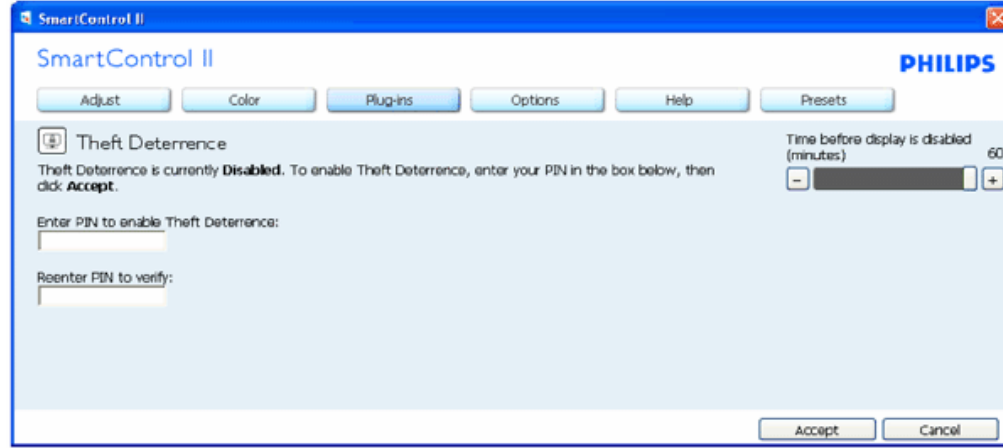 SmartControl II
SmartControl II
PHILIPS
Adjust Color Plug-ins Options Help Presets
Theft Deterrence
Theft Deterrence is currently Disabled. To enable Theft Deterrence, enter your PIN in the box below, then
click Accept.
Time before display is disabled
(minutes) 60
- +
Enter PIN to enable Theft Deterrence:
Reenter PIN to verify:
Accept Cancel